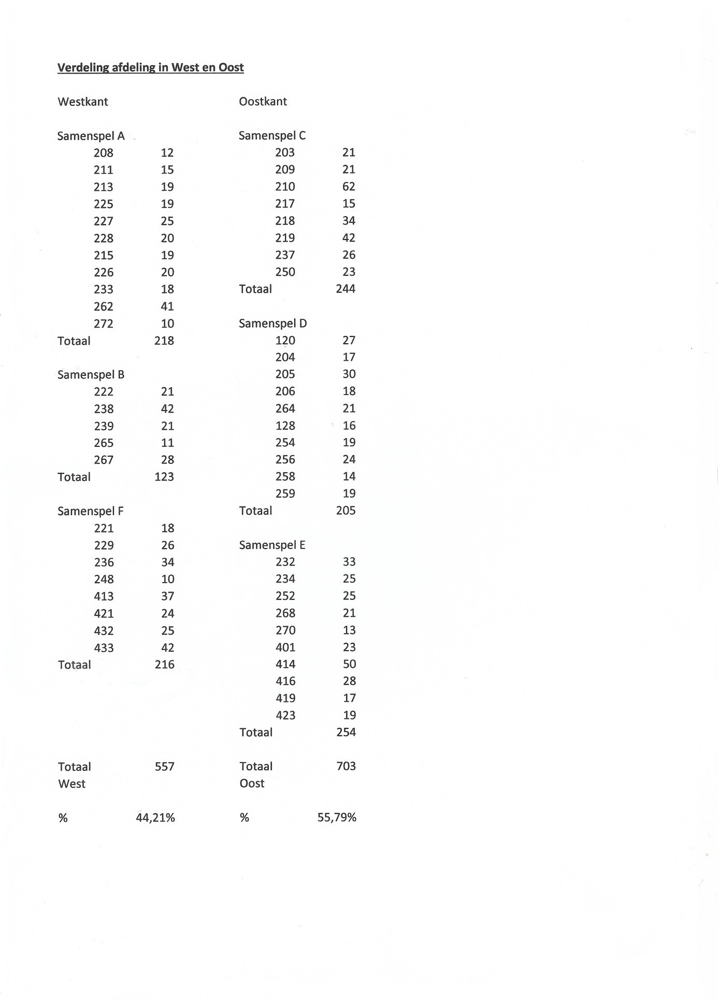 Verdeling afdeling in West en Oost
Westkant Oostkant
Samenspel A Samenspel C
208 12 203 21
211 15 209 21
213 19 210 62
225 19 217 15
227 25 218 34
228 20 219 42
215 19 237 26
226 20 250 23
233 18 Totaal 244
262 41
272 10 Samenspel D
Totaal 218 120 27
204 17
Samenspel B 205 30
222 21 206 18
238 42 264 21
239 21 128 16
265 11 254 19
267 28 256 24
Totaal 123 258 14
259 19
Samenspel F Totaal 205
221 18
229 26 Samenspel E
236 34 232 33
248 10 234 25
413 37 252 25
421 24 268 21
432 25 270 13
433 42 401 23
Totaal 216 414 50
416 28
419 17
423 19
Totaal 254
Totaal 557 Totaal 703
West Oost
% 44,21% % 55,79%